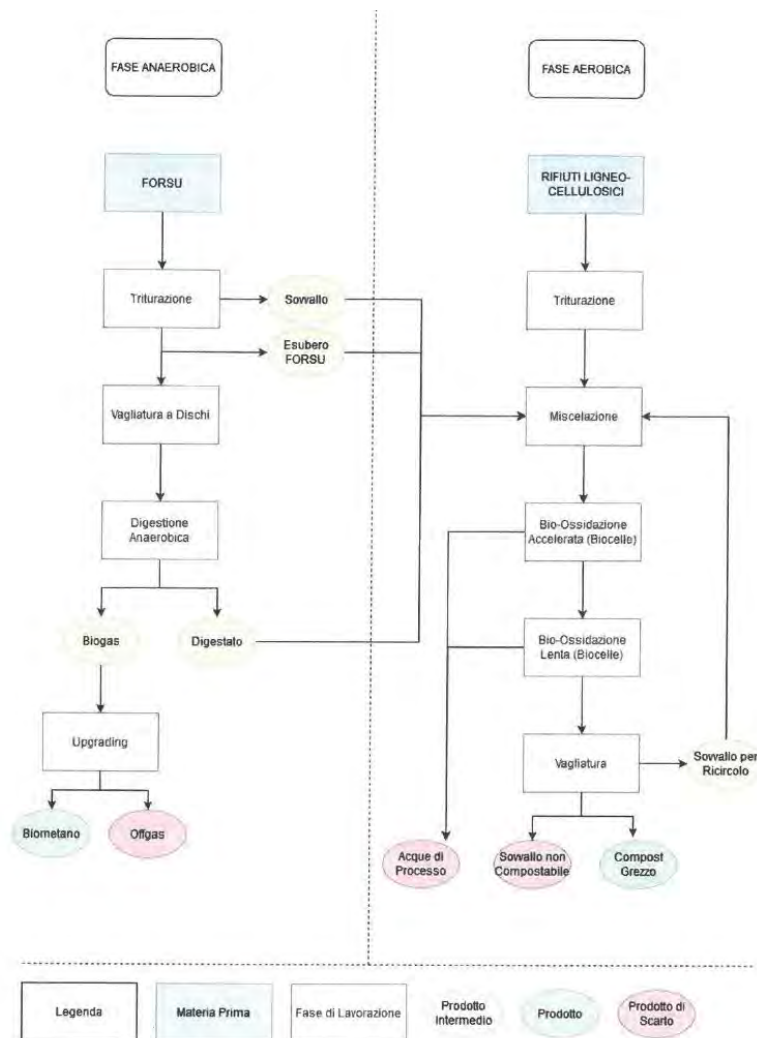 FASE ANAEROBICA
FASE AEROBICA
FORSU
RIFIUTI LIGNEO-
CELLULOSICI
Triturazione
Sovvallo
Triturazione
Esubero
FORSU
Vagliatura a Dischi
Miscelazione
Digestione
Anaerobica
Bio-Ossidazione
Accelerata (Biocelle)
Biogas
Digestato
Bio-Ossidazione
Lenta (Biocelle)
Upgrading
Vagliatura
Sovvallo per
Ricircolo
Biometano
Offgas
Acque di
Processo
Sovvallo non
Compostabile
Compost
Grezzo
Legenda
Materia Prima
Fase di Lavorazione
Prodotto
Intermedio
Prodotto
Prodotto di
Scarto